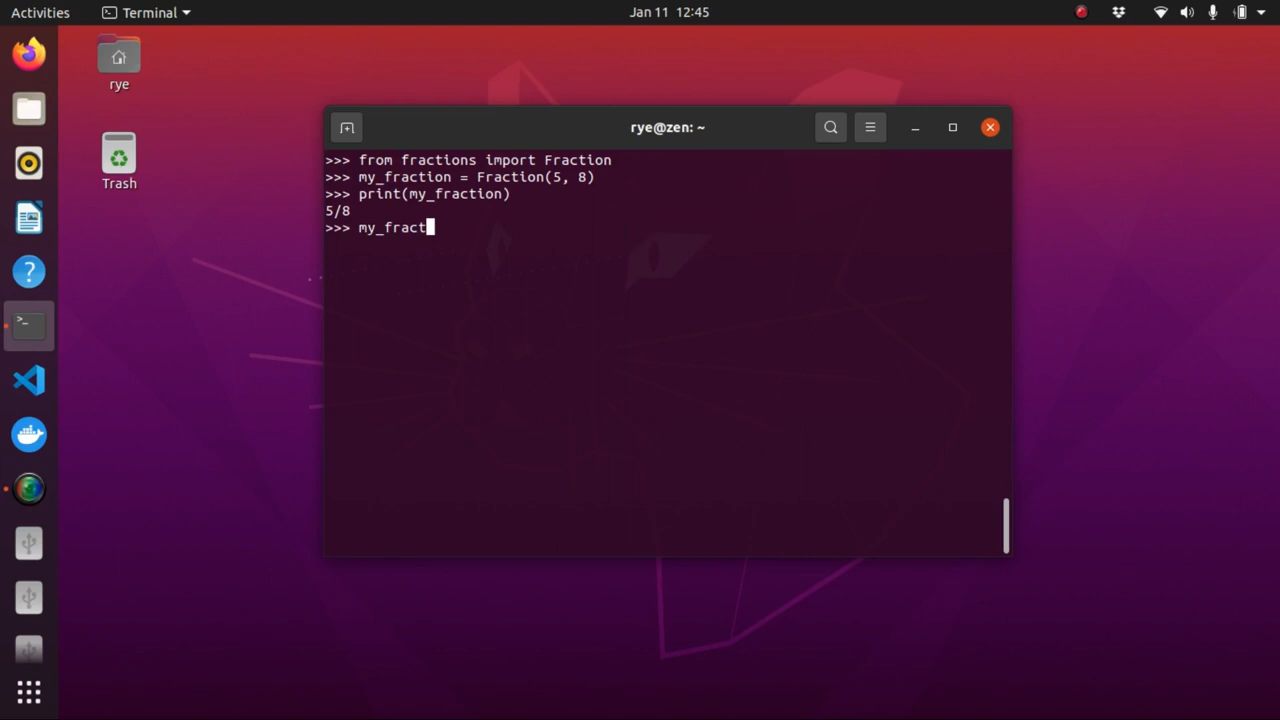 Activities
Terminal
Jan 11 12:45
rye
Trash
rye@zen: ~
>>> from fractions import Fraction
>>> my_fraction = Fraction(5, 8)
>>> print(my_fraction)
5/8
>>> my_fract